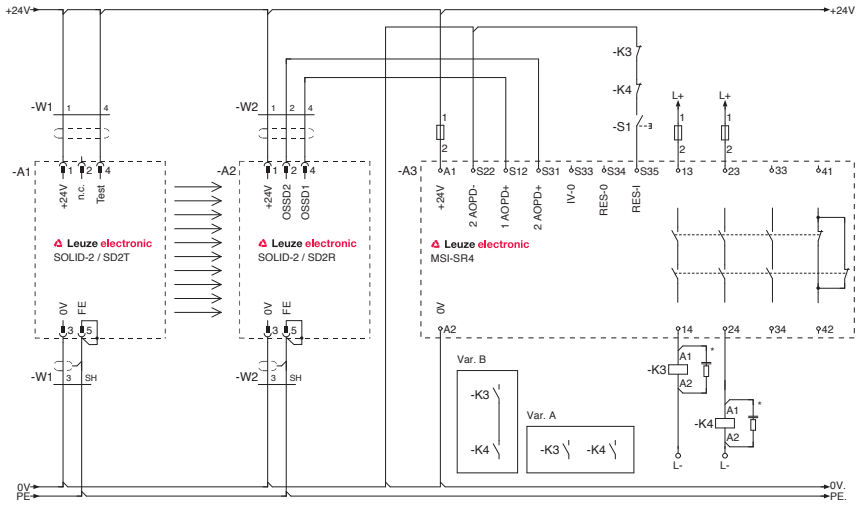 +24V +24V
-K3
-K4
-S1
L+ L+
-W1 1 4
-W2 1 2 4
1 1 1
2 2 2
-A1 1 2 4
+24V n.c. Test
-A2 1 2 4
+24V OSSD2 OSSD1
-A3 A1 S22 S12 S31 S33 S34 S35 13 23 33 41
+24V 2 AOPD- 1 AOPD+ 2 AOPD+ IV-0 RES-0 RES-I
Leuze electronic
SOLID-2 / SD2T
Leuze electronic
SOLID-2 / SD2R
Leuze electronic
MSI-SR4
0V FE
3 5
0V FE
3 5
0V
A2 14 24 34 42
-W1 3 SH
-W2 3 SH
Var. B
-K3
-K4
Var. A
-K3 -K4
-K3 A1 *
A2
-K4 A1 *
A2
L- L-
0V 0V.
PE PE.